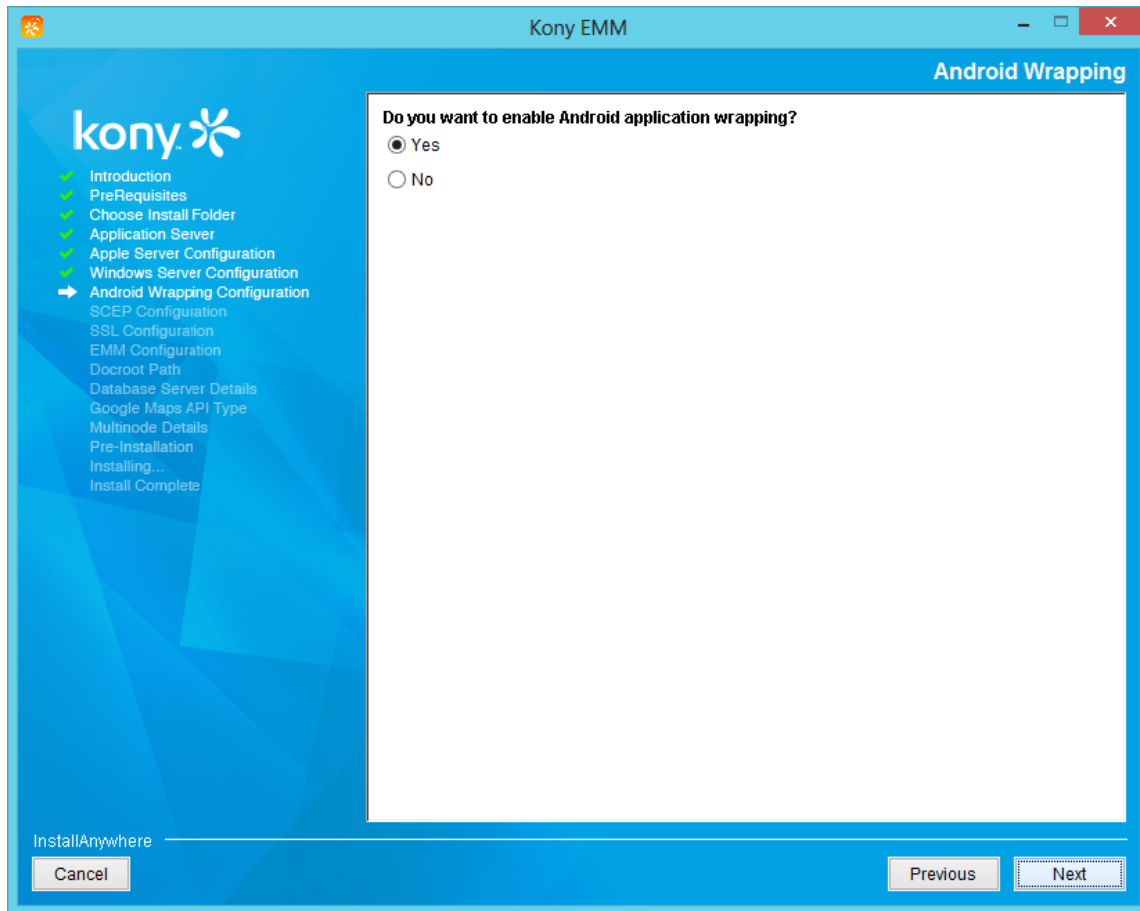 Kony EMM
Android Wrapping
kony
Introduction
PreRequisites
Choose Install Folder
Application Server
Apple Server Configuration
Windows Server Configuration
Android Wrapping Configuration
SCEP Configuration
SSL Configuration
EMM Configuration
Docroot Path
Database Server Details
Google Maps API Type
Multinode Details
Pre-Installation
Installing...
Install Complete
Do you want to enable Android application wrapping?
Yes
No
InstallAnywhere
Cancel
Previous
Next